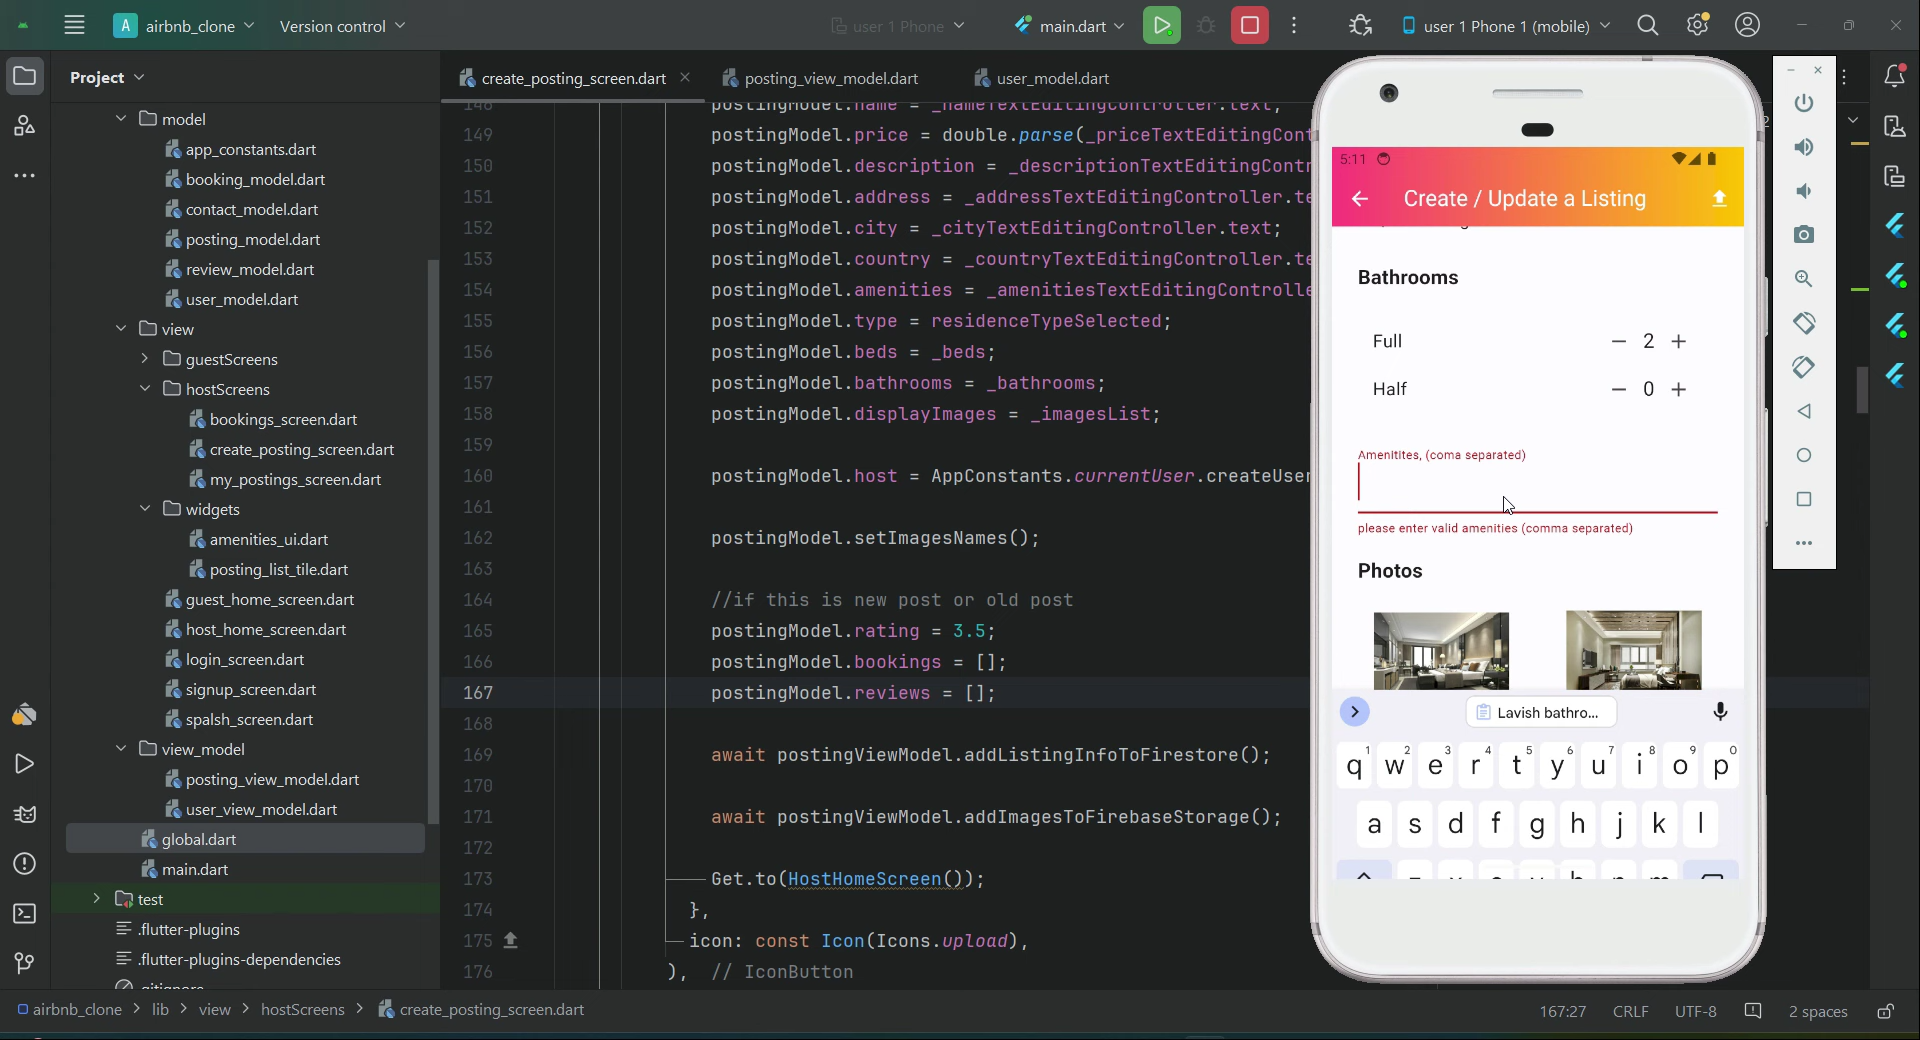 A airbnb_clone Version control user 1 Phone main.dart user 1 Phone 1 (mobile)
Project
model
app_constants.dart
booking_model.dart
contact_model.dart
posting_model.dart
review_model.dart
user_model.dart
view
guestScreens
hostScreens
bookings_screen.dart
create_posting_screen.dart
my_postings_screen.dart
widgets
amenities_ui.dart
posting_list_tile.dart
guest_home_screen.dart
host_home_screen.dart
login_screen.dart
signup_screen.dart
spalsh_screen.dart
view_model
posting_view_model.dart
user_view_model.dart
global.dart
main.dart
test
.flutter-plugins
.flutter-plugins-dependencies
.gitignore
create_posting_screen.dart posting_view_model.dart user_model.dart
148 postingModel.name = _nameTextEditingController.text;
149 postingModel.price = double.parse(_priceTextEditingCont
150 postingModel.description = _descriptionTextEditingContr
151 postingModel.address = _addressTextEditingController.te
152 postingModel.city = _cityTextEditingController.text;
153 postingModel.country = _countryTextEditingController.te
154 postingModel.amenities = _amenitiesTextEditingControlle
155 postingModel.type = residenceTypeSelected;
156 postingModel.beds = _beds;
157 postingModel.bathrooms = _bathrooms;
158 postingModel.displayImages = _imagesList;
159
160 postingModel.host = AppConstants.currentUser.createUser
161
162 postingModel.setImagesNames();
163
164 //if this is new post or old post
165 postingModel.rating = 3.5;
166 postingModel.bookings = [];
167 postingModel.reviews = [];
168
169 await postingViewModel.addListingInfoToFirestore();
170
171 await postingViewModel.addImagesToFirebaseStorage();
172
173 Get.to(HostHomeScreen());
174 },
175 icon: const Icon(Icons.upload),
176 ), // IconButton
5:11
Create / Update a Listing
Bathrooms
Full − 2 +
Half − 0 +
Amenitites, (coma separated)
please enter valid amenities (comma separated)
Photos
Lavish bathro...
q1 w2 e3 r4 t5 y6 u7 i8 o9 p0
a s d f g h j k l
airbnb_clone > lib > view > hostScreens > create_posting_screen.dart
167:27 CRLF UTF-8 2 spaces